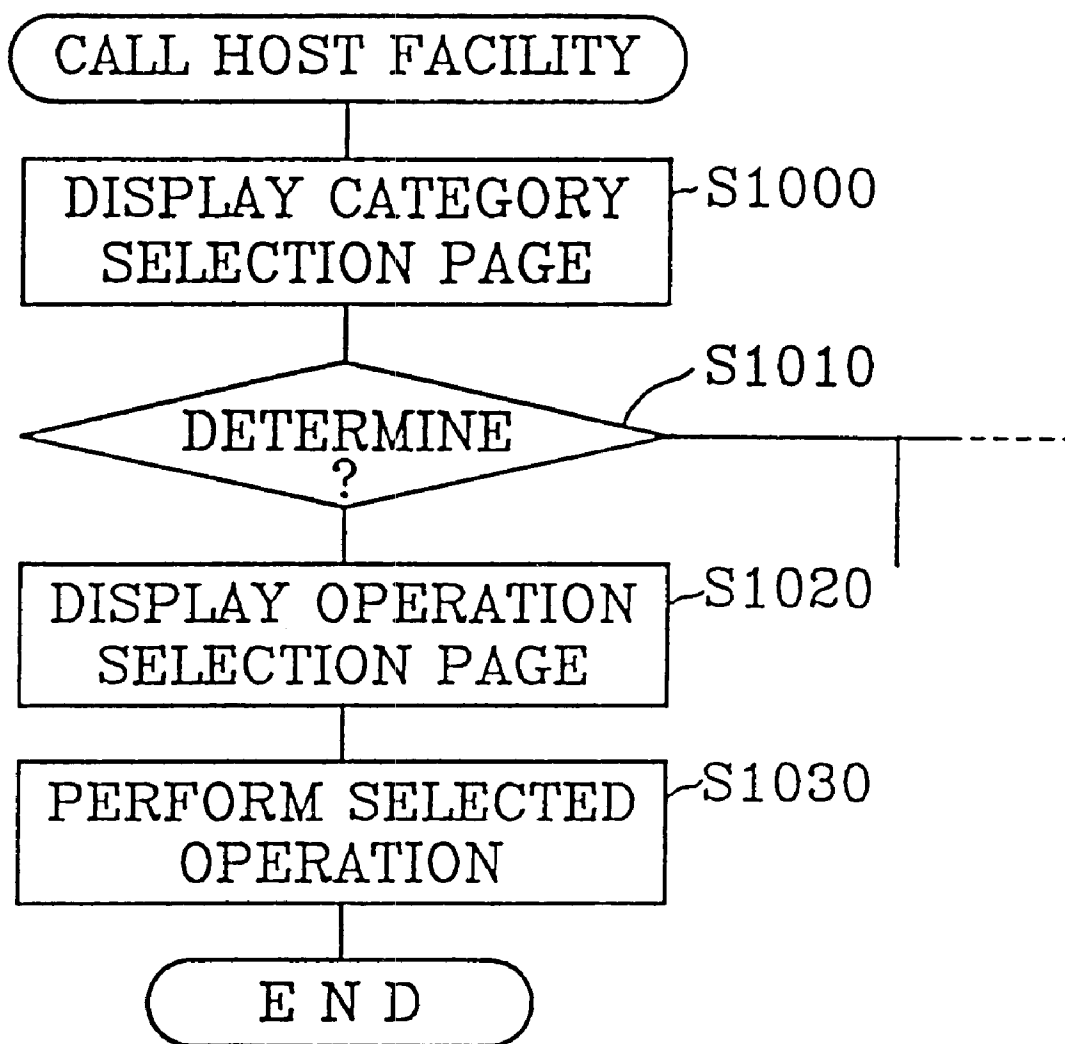 CALL HOST FACILITY
DISPLAY CATEGORY
SELECTION PAGE
S1000
S1010
DETERMINE
?
DISPLAY OPERATION
SELECTION PAGE
S1020
PERFORM SELECTED
OPERATION
S1030
END